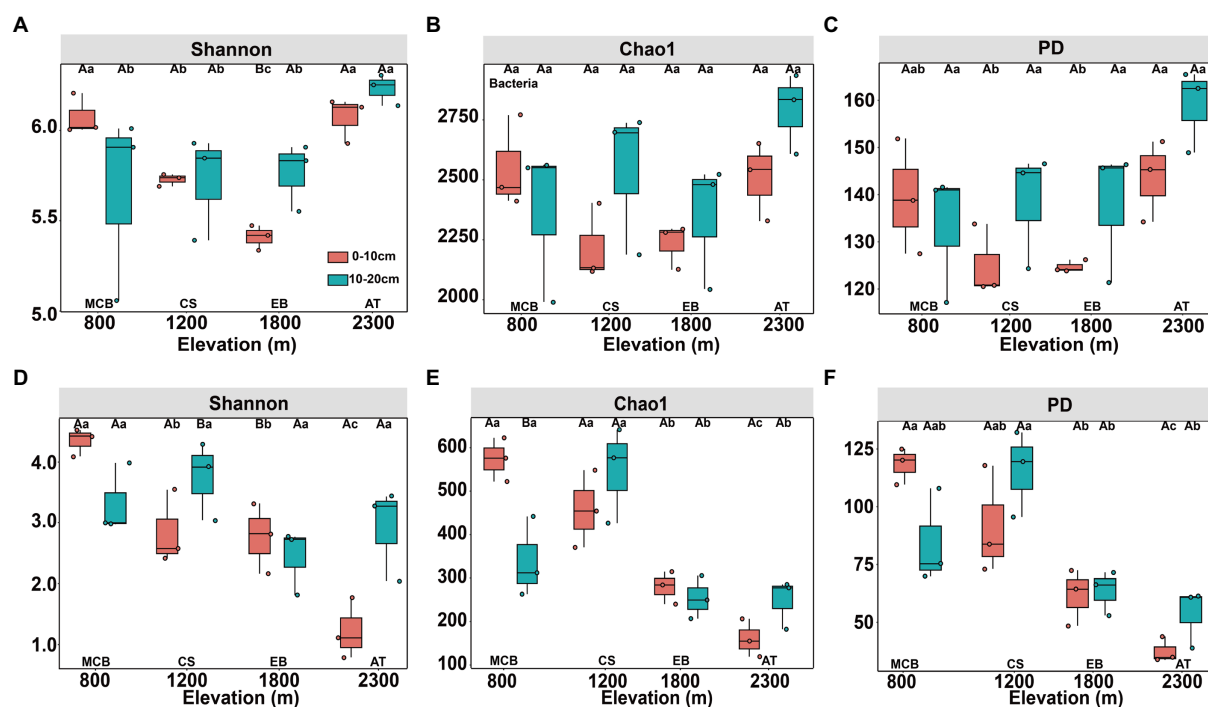 A
Shannon
Aa Ab Ab Ab Bc Ab Aa Aa
6.0
5.5
5.0
0-10cm
10-20cm
MCB CS EB AT
800 1200 1800 2300
Elevation (m)
B
Chao1
Aa Aa Aa Aa Aa Aa Aa Aa
Bacteria
2750
2500
2250
2000
MCB CS EB AT
800 1200 1800 2300
Elevation (m)
C
PD
Aab Aa Ab Aa Ab Aa Aa Aa
160
150
140
130
120
MCB CS EB AT
800 1200 1800 2300
Elevation (m)
D
Shannon
Aa Aa Ab Ba Bb Aa Ac Aa
4.0
3.0
2.0
1.0
MCB CS EB AT
800 1200 1800 2300
Elevation (m)
E
Chao1
Aa Ba Aa Aa Ab Ab Ac Ab
600
500
400
300
200
100
MCB CS EB AT
800 1200 1800 2300
Elevation (m)
F
PD
Aa Aab Aab Aa Ab Ab Ac Ab
125
100
75
50
MCB CS EB AT
800 1200 1800 2300
Elevation (m)